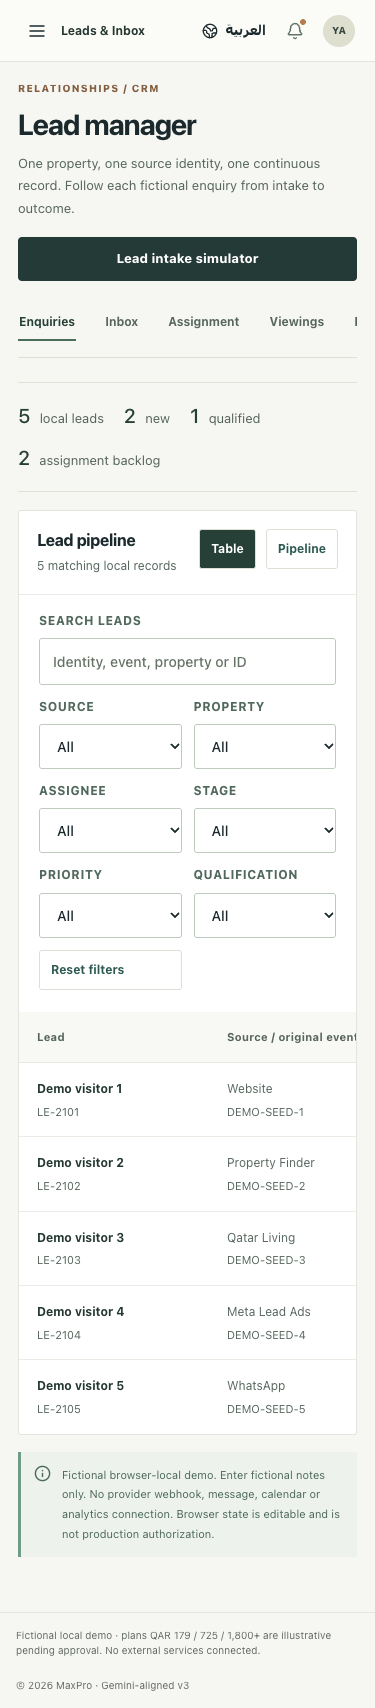 Leads & Inbox
العربية
YA
RELATIONSHIPS / CRM
Lead manager
One property, one source identity, one continuous
record. Follow each fictional enquiry from intake to
outcome.
Lead intake simulator
Enquiries Inbox Assignment Viewings
5 local leads 2 new 1 qualified
2 assignment backlog
Lead pipeline
5 matching local records
Table Pipeline
SEARCH LEADS
Identity, event, property or ID
SOURCE PROPERTY
All All
ASSIGNEE STAGE
All All
PRIORITY QUALIFICATION
All All
Reset filters
Lead Source / original event
Demo visitor 1 Website
LE-2101 DEMO-SEED-1
Demo visitor 2 Property Finder
LE-2102 DEMO-SEED-2
Demo visitor 3 Qatar Living
LE-2103 DEMO-SEED-3
Demo visitor 4 Meta Lead Ads
LE-2104 DEMO-SEED-4
Demo visitor 5 WhatsApp
LE-2105 DEMO-SEED-5
Fictional browser-local demo. Enter fictional notes
only. No provider webhook, message, calendar or
analytics connection. Browser state is editable and is
not production authorization.
Fictional local demo · plans QAR 179 / 725 / 1,800+ are illustrative
pending approval. No external services connected.
© 2026 MaxPro · Gemini-aligned v3